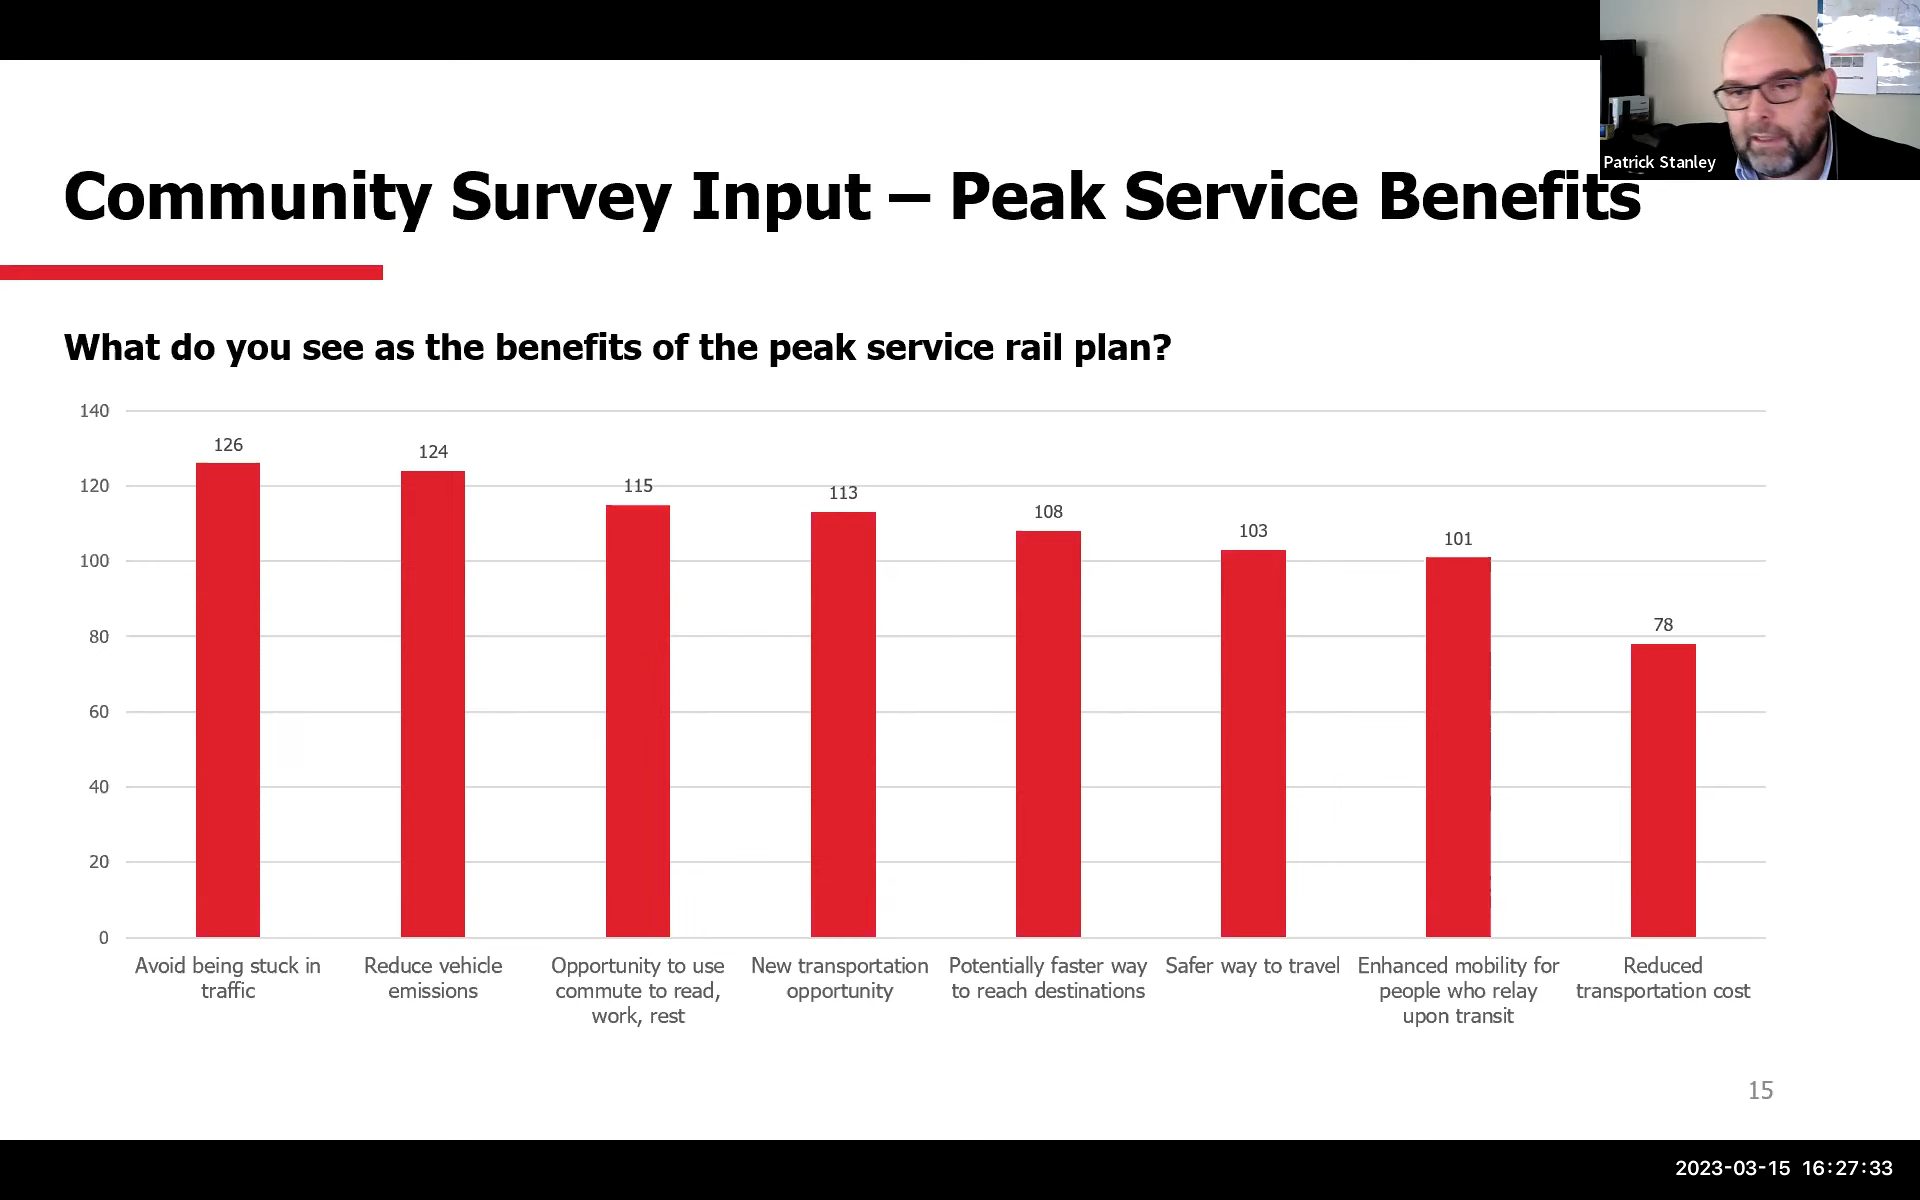 Patrick Stanley
Community Survey Input – Peak Service Benefits
What do you see as the benefits of the peak service rail plan?
140
120
100
80
60
40
20
0
126
124
115
113
108
103
101
78
Avoid being stuck in
traffic
Reduce vehicle
emissions
Opportunity to use
commute to read,
work, rest
New transportation
opportunity
Potentially faster way
to reach destinations
Safer way to travel
Enhanced mobility for
people who relay
upon transit
Reduced
transportation cost
15
2023-03-15 16:27:33